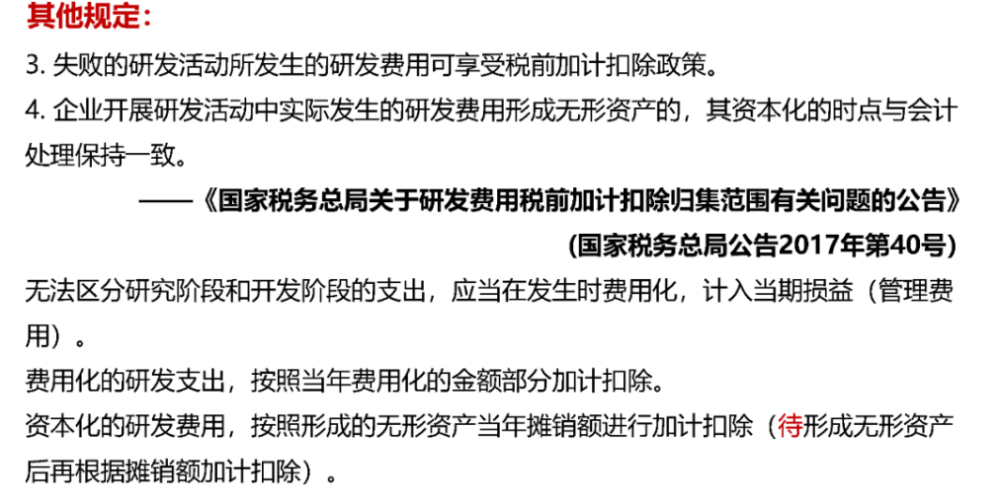 其他规定：
3. 失败的研发活动所发生的研发费用可享受税前加计扣除政策。
4. 企业开展研发活动中实际发生的研发费用形成无形资产的，其资本化的时点与会计
处理保持一致。
——《国家税务总局关于研发费用税前加计扣除归集范围有关问题的公告》
(国家税务总局公告2017年第40号）
无法区分研究阶段和开发阶段的支出，应当在发生时费用化，计入当期损益（管理费
用）。
费用化的研发支出，按照当年费用化的金额部分加计扣除。
资本化的研发费用，按照形成的无形资产当年摊销额进行加计扣除（待形成无形资产
后再根据摊销额加计扣除）。